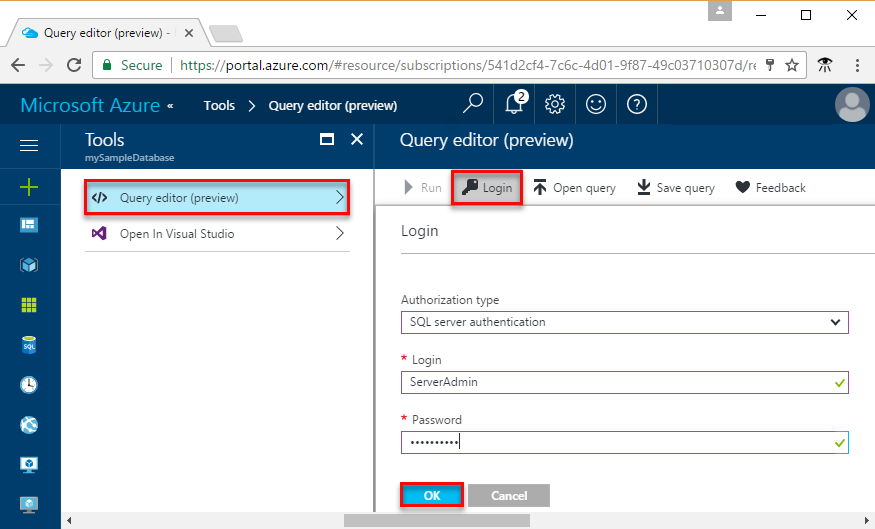 Query editor (preview) -
Secure
https://portal.azure.com/#resource/subscriptions/541d2cf4-7c6c-4d01-9f87-49c03710307d/re
Microsoft Azure «
Tools > Query editor (preview)
2
Tools
mySampleDatabase
Query editor (preview)
Open In Visual Studio
SQL
Query editor (preview)
Run
Login
Open query
Save query
Feedback
Login
Authorization type
SQL server authentication
* Login
ServerAdmin
* Password
••••••••••
OK
Cancel